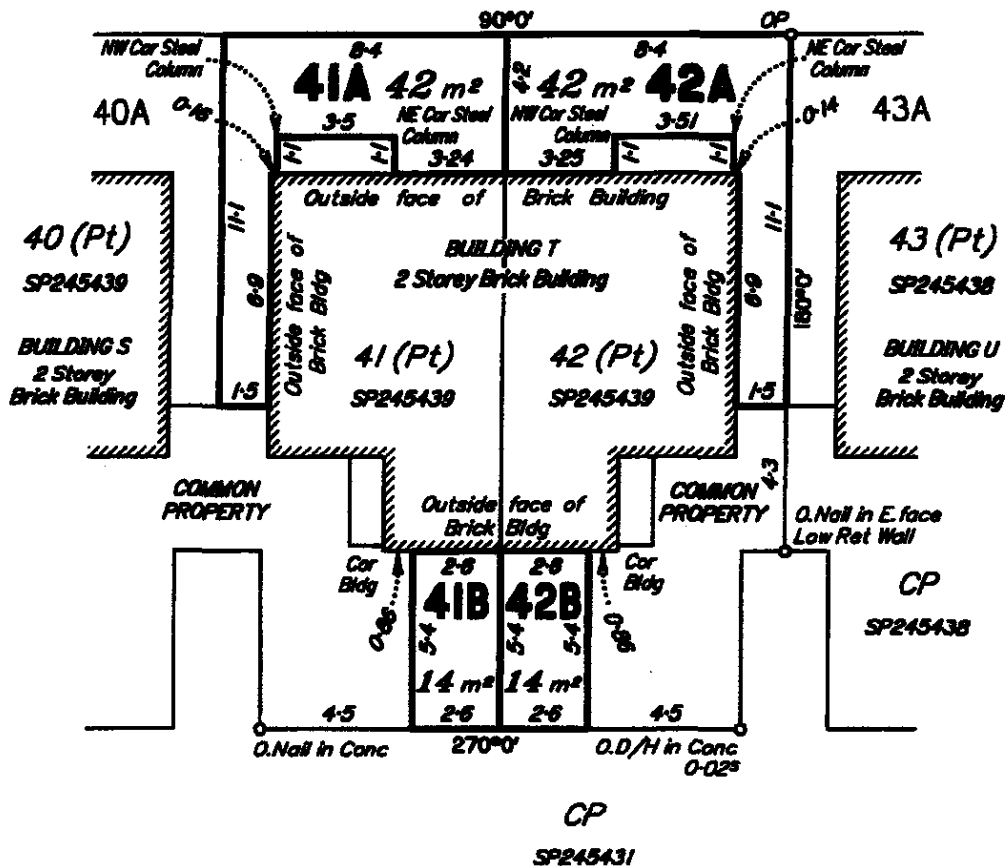 90°0'
OP
NW Cor Steel
Column
8·4
8·4
NE Cor Steel
Column
41A 42 m²
4·2
42 m² 42A
40A
43A
0·14
3·5
NE Cor Steel
Column
NW Cor Steel
Column
3·51
1·1
1·1
3·24
3·25
1·1
1·1
Outside face of Brick Building
11·1
11·1
40 (Pt)
SP245439
BUILDING T
2 Storey Brick Building
43 (Pt)
SP245438
8·9
Outside face of
Brick Bldg
Outside face of
Brick Bldg
8·9
180°0'
BUILDING S
2 Storey
Brick Building
41 (Pt)
SP245439
42 (Pt)
SP245439
BUILDING U
2 Storey
Brick Building
1·5
1·5
COMMON
PROPERTY
Outside face of
Brick Bldg
COMMON
PROPERTY
4·3
O.Nail in E. face
Low Ret Wall
Cor
Bldg
2·6
2·6
Cor
Bldg
41B
42B
CP
SP245438
5·4
5·4
5·4
14 m²
14 m²
4·5
2·6
2·6
4·5
O.Nail in Conc
270°0'
O.D/H in Conc
0·02⁵
CP
SP245431